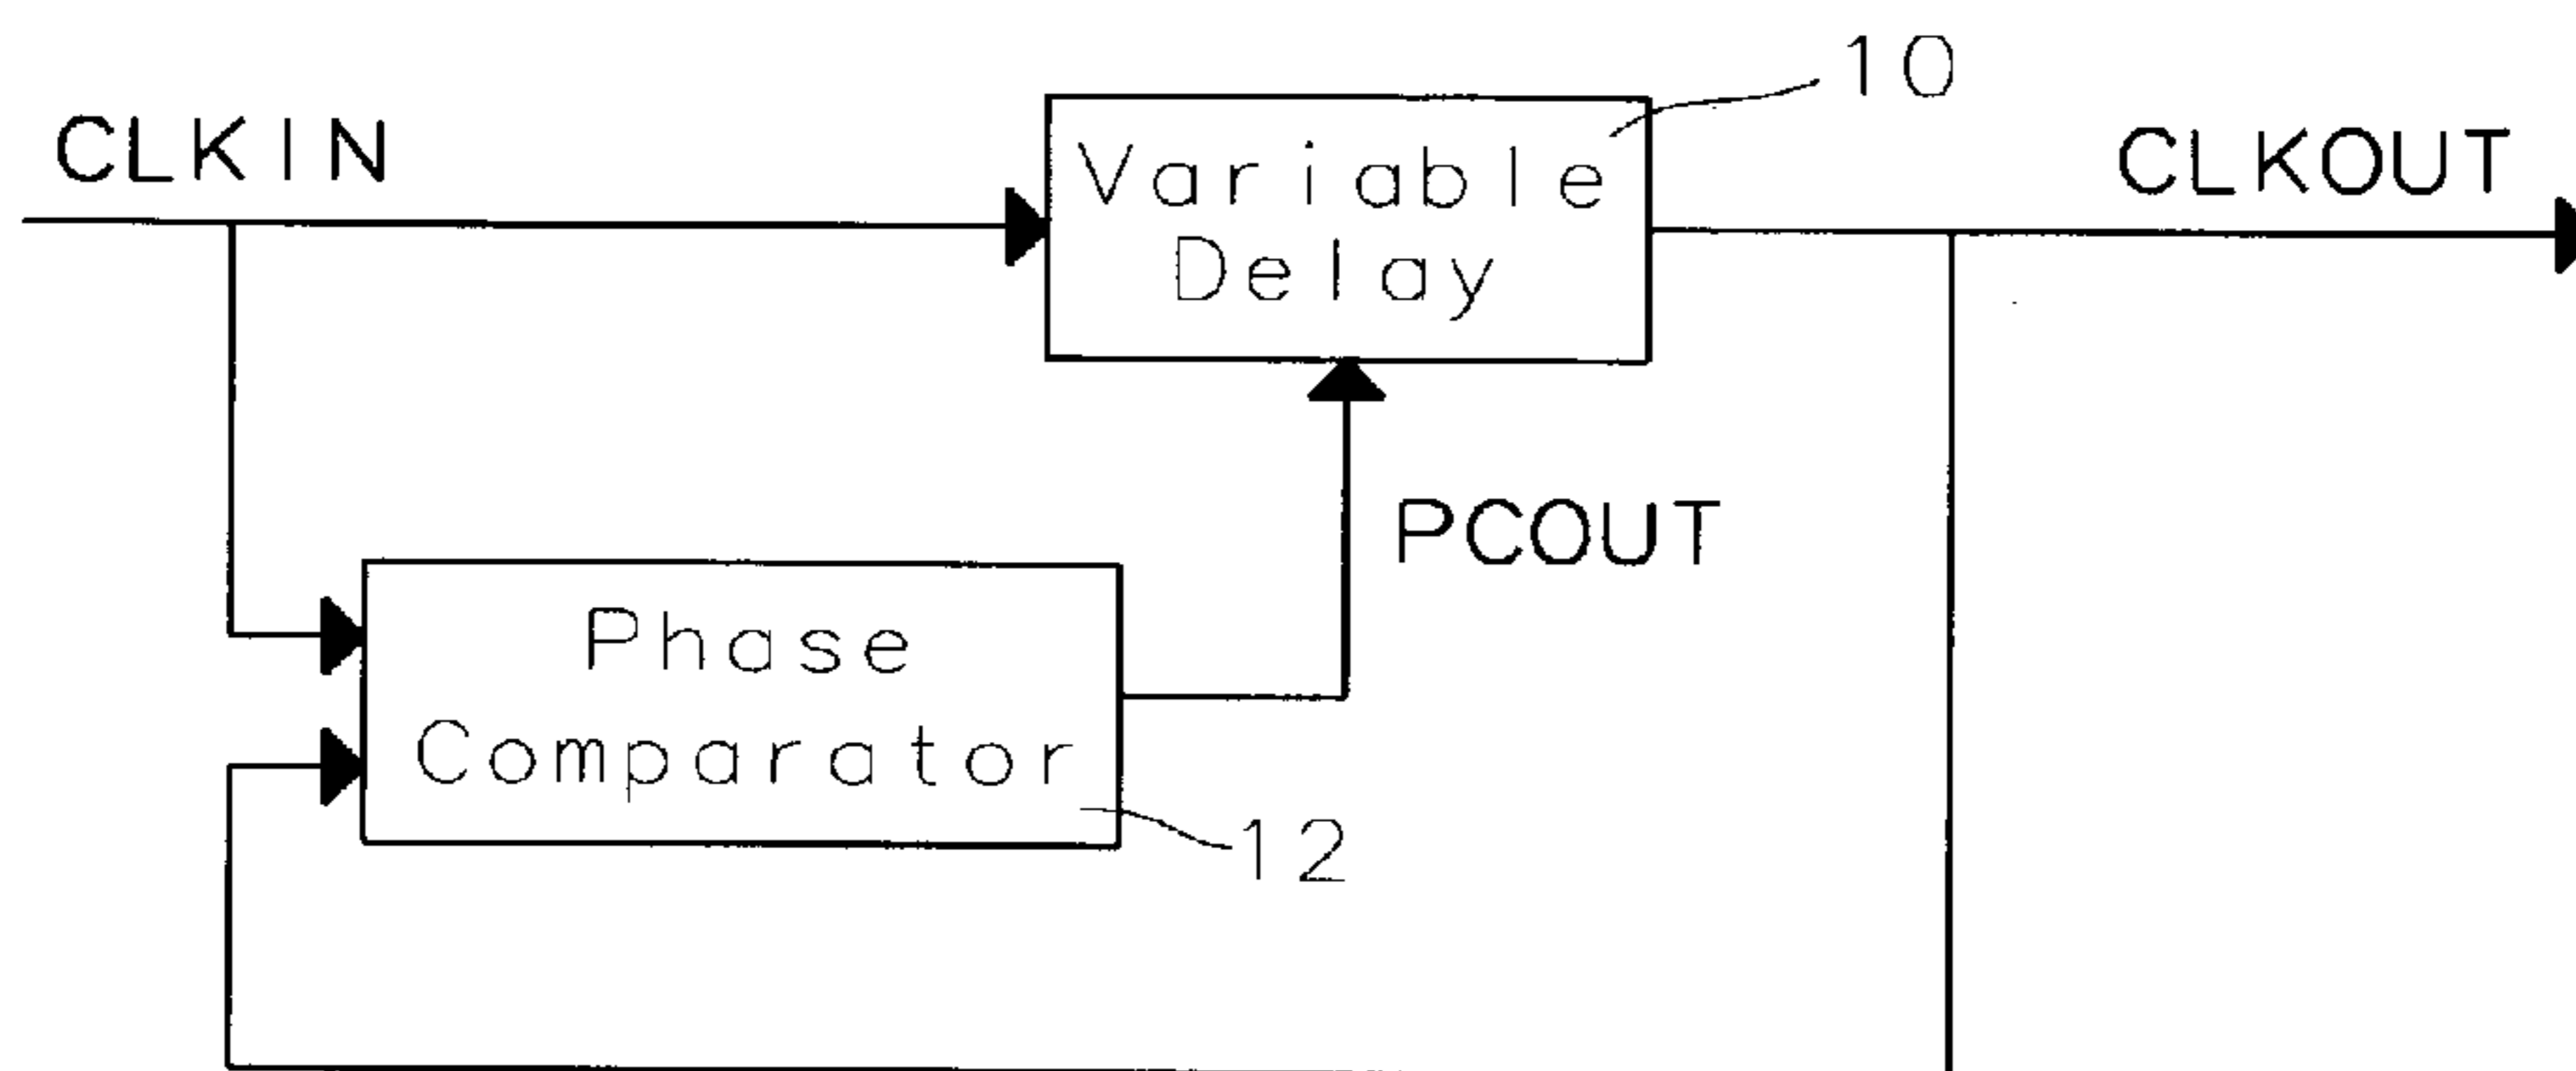 10
CLKIN
Variable
Delay
CLKOUT
PCOUT
Phase
Comparator
12